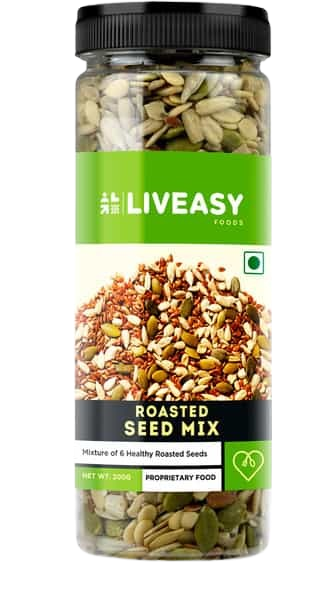 LIVEASY
FOODS
ROASTED
SEED MIX
Mixture of 6 Healthy Roasted Seeds
NET WT. 200G
PROPRIETARY FOOD